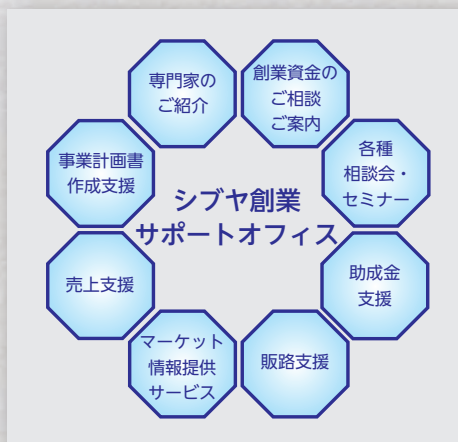 専門家の
ご紹介
創業資金の
ご相談
ご案内
各種
相談会・
セミナー
助成金
支援
販路支援
マーケット
情報提供
サービス
売上支援
事業計画書
作成支援
シブヤ創業
サポートオフィス